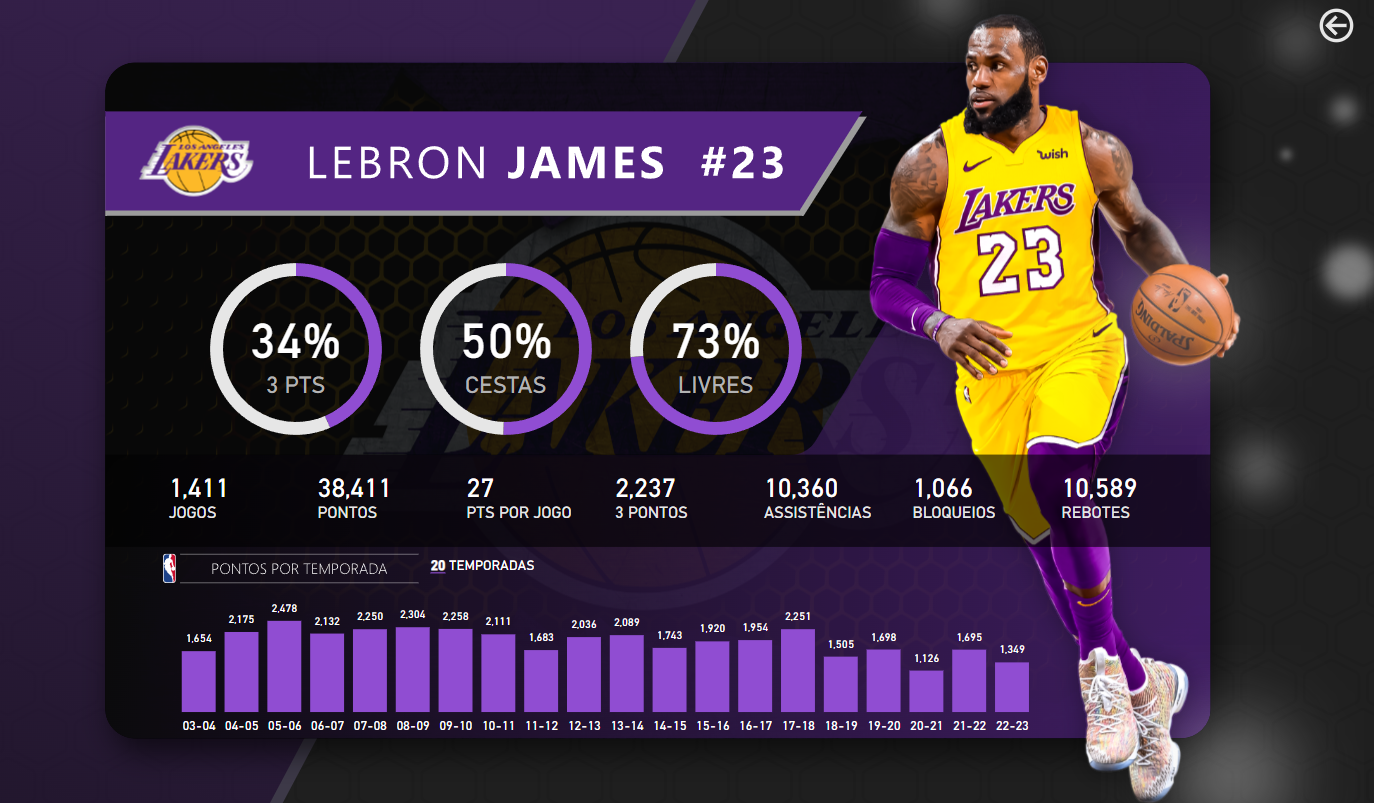 LOS ANGELES
LAKERS
LEBRON JAMES #23
wish
LAKERS
23
34%
3 PTS
50%
CESTAS
73%
LIVRES
SPALDING
LOS ANGELES
LAKERS
1,411
JOGOS
38,411
PONTOS
27
PTS POR JOGO
2,237
3 PONTOS
10,360
ASSISTÊNCIAS
1,066
BLOQUEIOS
10,589
REBOTES
PONTOS POR TEMPORADA
20 TEMPORADAS
1,654 2,175 2,478 2,132 2,250 2,304 2,258 2,111 1,683 2,036 2,089 1,743 1,920 1,954 2,251 1,505 1,698 1,126 1,695 1,349
03-04 04-05 05-06 06-07 07-08 08-09 09-10 10-11 11-12 12-13 13-14 14-15 15-16 16-17 17-18 18-19 19-20 20-21 21-22 22-23